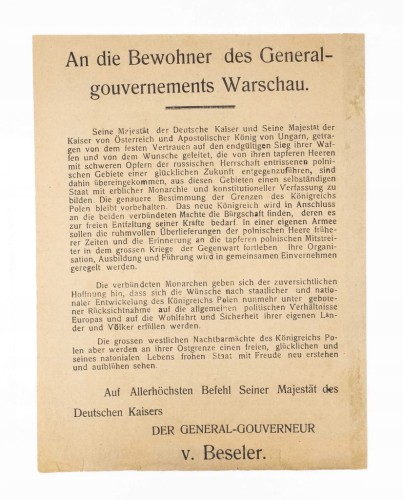 An die Bewohner des General-
gouvernements Warschau.
Seine Majestät der Deutsche Kaiser und Seine Majestät der
Kaiser von Österreich und Apostolischer König von Ungarn, getra-
gen von dem festen Vertrauen auf den endgültigen Sieg ihrer Waf-
fen und von dem Wunsche geleitet, die von ihren tapferen Heeren
mit schweren Opfern der russischen Herrschaft entrissenen polni-
schen Gebiete einer glücklichen Zukunft entgegenzuführen, sind
dahin übereingekommen, aus diesen Gebieten einen selbständigen
Staat mit erblicher Monarchie und konstitutioneller Verfassung zu
bilden. Die genauere Bestimmung der Grenzen des Königreichs
Polen bleibt vorbehalten. Das neue Königreich wird in Anschluss
an die beiden verbündeten Machte die Bürgschaft finden, deren es
zur freien Entfaltung seiner Kräfte bedarf. In einer eigenen Armee
sollen die ruhmvollen Überlieferungen der polnischen Heere frühe-
rer Zeiten und die Erinnerung an die tapferen polnischen Mitstrei-
ter in dem grossen Kriege der Gegenwart fortleben. Ihre Organi-
sation, Ausbildung und Führung wird in gemeinsamen Einvernehmen
geregelt werden.
Die verbündeten Monarchen geben sich der zuversichtlichen
Hoffnung hin, dass sich die Wünsche nach staatlicher und natio-
naler Entwickelung des Königreichs Polen nunmehr unter gebote-
ner Rücksichtnahme auf die allgemeinen politischen Verhältnisse
Europas und auf die Wohlfahrt und Sicherheit ihrer eigenen Län-
der und Völker erfüllen werden.
Die grossen westlichen Nachbarmächte des Königreichs Po-
len aber werden an ihrer Ostgrenze einen freien, glücklichen und
seines natonialen Lebens frohen Staat mit Freude neu erstehen
und aufblühen sehen.
Auf Allerhöchsten Befehl Seiner Majestät des
Deutschen Kaisers
DER GENERAL-GOUVERNEUR
v. Beseler.